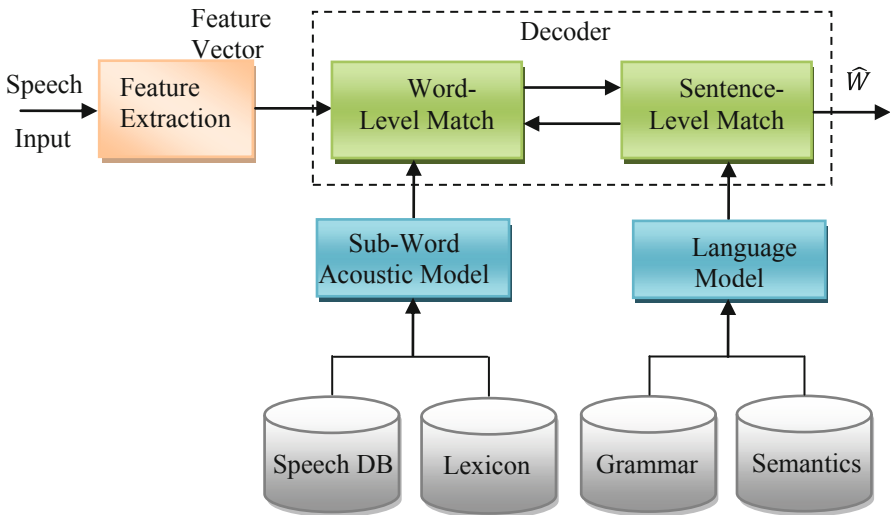 Feature
Vector
Decoder
Speech
Input
Feature
Extraction
Word-
Level Match
Sentence-
Level Match
Ŵ
Sub-Word
Acoustic Model
Language
Model
Speech DB
Lexicon
Grammar
Semantics